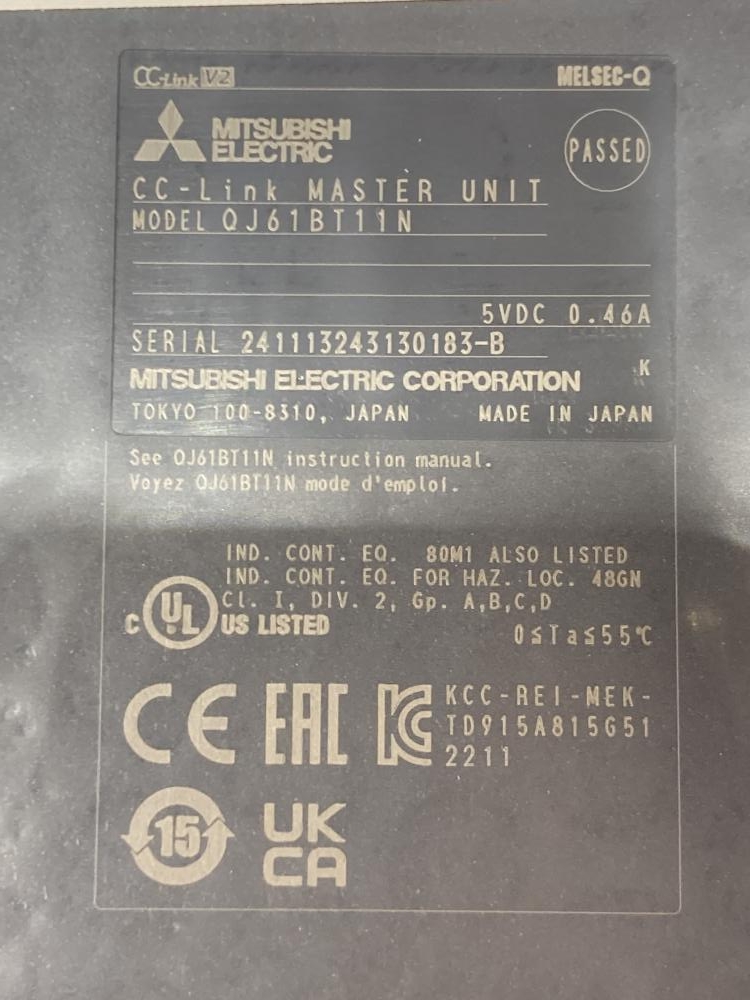 CC-Link V2 MELSEC-Q
MITSUBISHI
ELECTRIC
PASSED
CC-Link MASTER UNIT
MODEL QJ61BT11N
5VDC 0.46A
SERIAL 241113243130183-B
K
MITSUBISHI ELECTRIC CORPORATION
TOKYO 100-8310, JAPAN MADE IN JAPAN
See QJ61BT11N instruction manual.
Voyez QJ61BT11N mode d'emploi.
IND. CONT. EQ. 80M1 ALSO LISTED
IND. CONT. EQ. FOR HAZ. LOC. 48GN
Cl. I, DIV. 2, Gp. A,B,C,D
C UL US LISTED
0≤Ta≤55℃
CE EAC KC KCC-REI-MEK-
TD915A815G51
2211
15 UK
CA